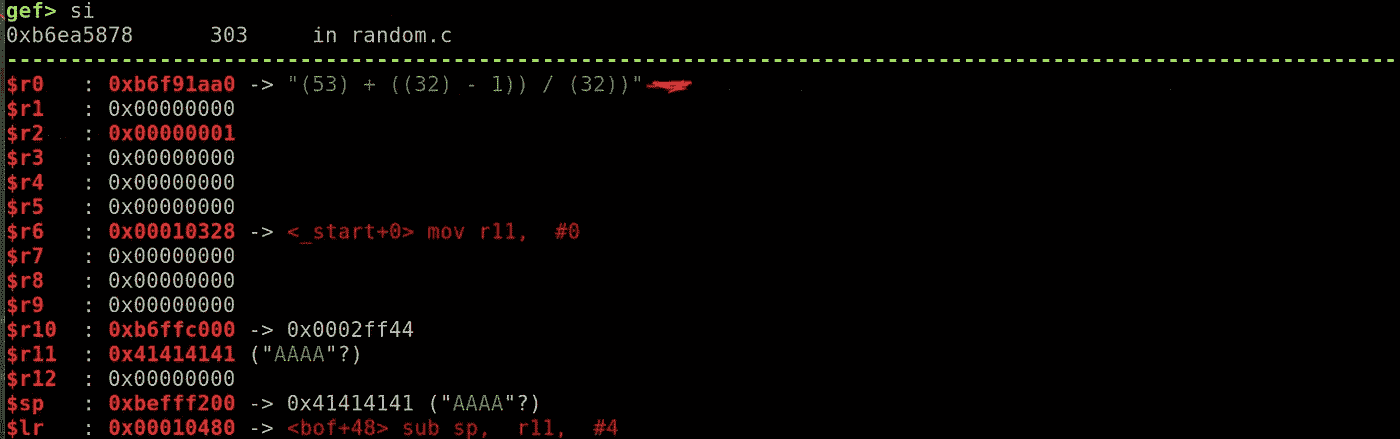 gef> si
0xb6ea5878      303     in random.c
--------------------------------------------------------------------------------------------------------------
$r0   : 0xb6f91aa0 -> "(53) + ((32) - 1)) / (32))"
$r1   : 0x00000000
$r2   : 0x00000001
$r3   : 0x00000000
$r4   : 0x00000000
$r5   : 0x00000000
$r6   : 0x00010328 -> <_start+0> mov r11,  #0
$r7   : 0x00000000
$r8   : 0x00000000
$r9   : 0x00000000
$r10  : 0xb6ffc000 -> 0x0002ff44
$r11  : 0x41414141 ("AAAA"?)
$r12  : 0x00000000
$sp   : 0xbefff200 -> 0x41414141 ("AAAA"?)
$lr   : 0x00010480 -> <bof+48> sub sp,  r11,  #4